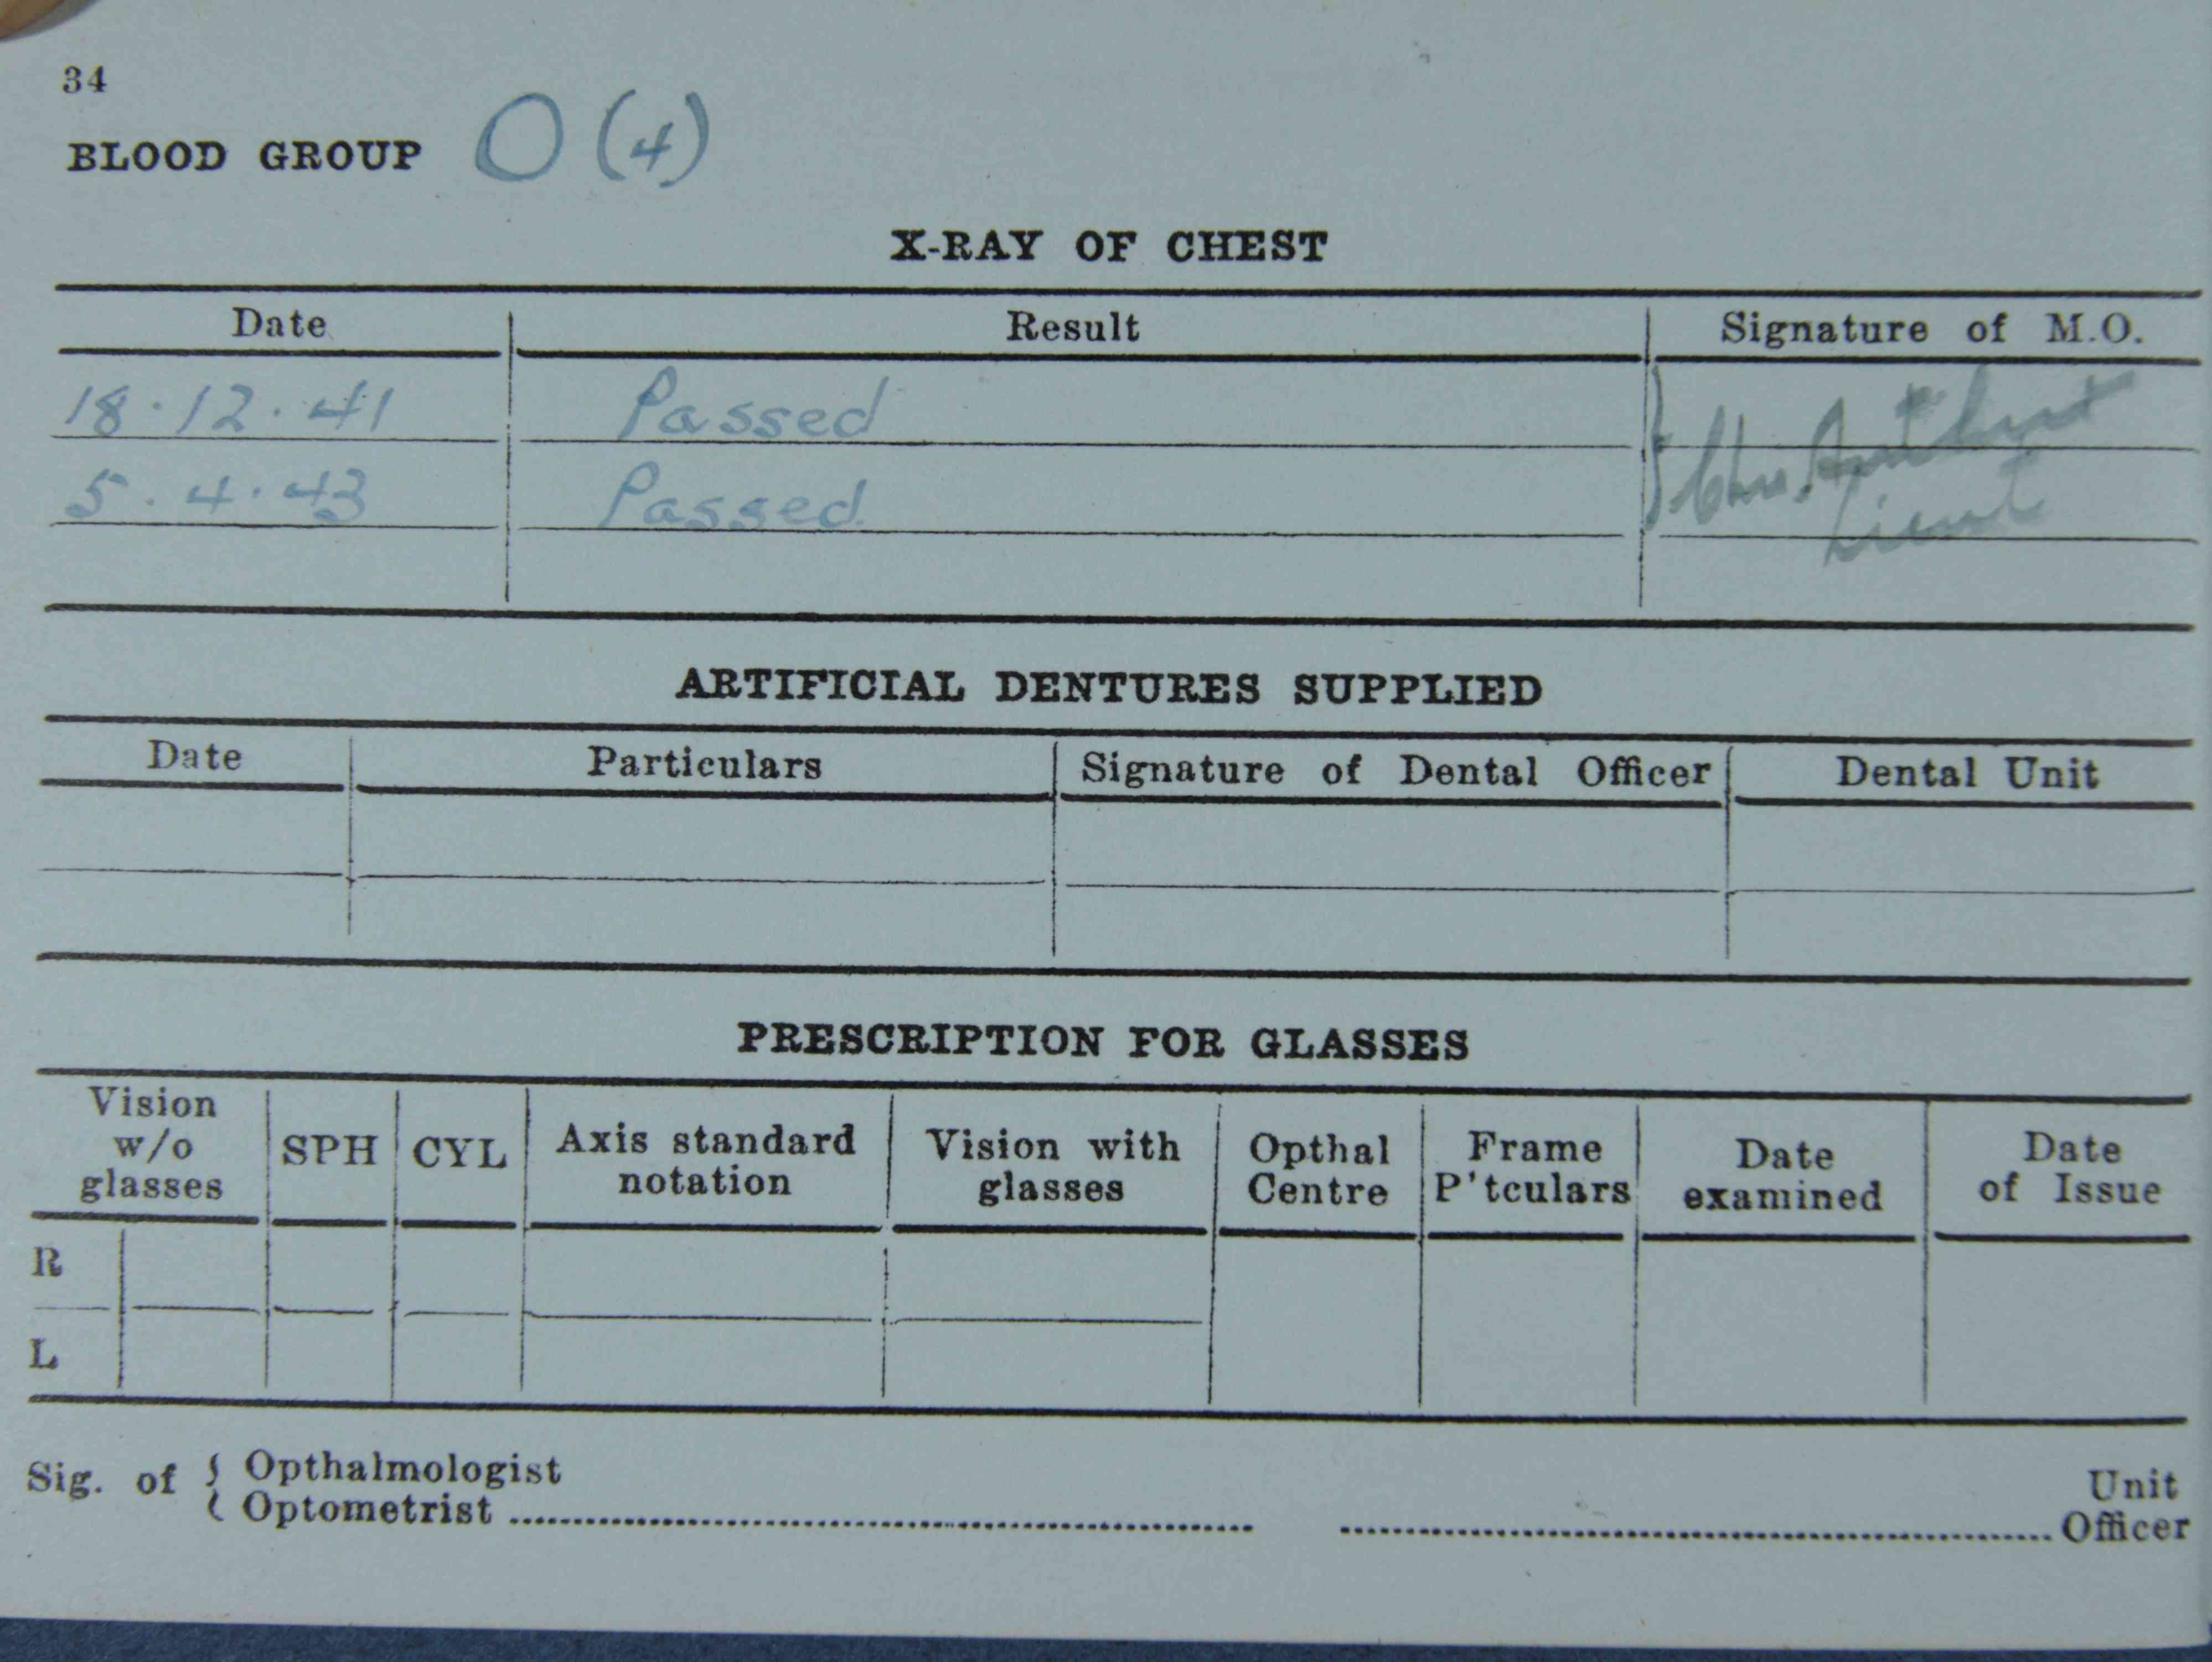 34
BLOOD GROUP O (4)
X-RAY OF CHEST
Date Result Signature of M.O.
18.12.41 Passed
5.4.43 Passed
Lieut
ARTIFICIAL DENTURES SUPPLIED
Date Particulars Signature of Dental Officer Dental Unit
PRESCRIPTION FOR GLASSES
Vision w/o glasses SPH CYL Axis standard notation Vision with glasses Opthal Centre Frame P'tculars Date examined Date of Issue
R
L
Sig. of { Opthalmologist Unit
Optometrist ........................ ........................ Officer